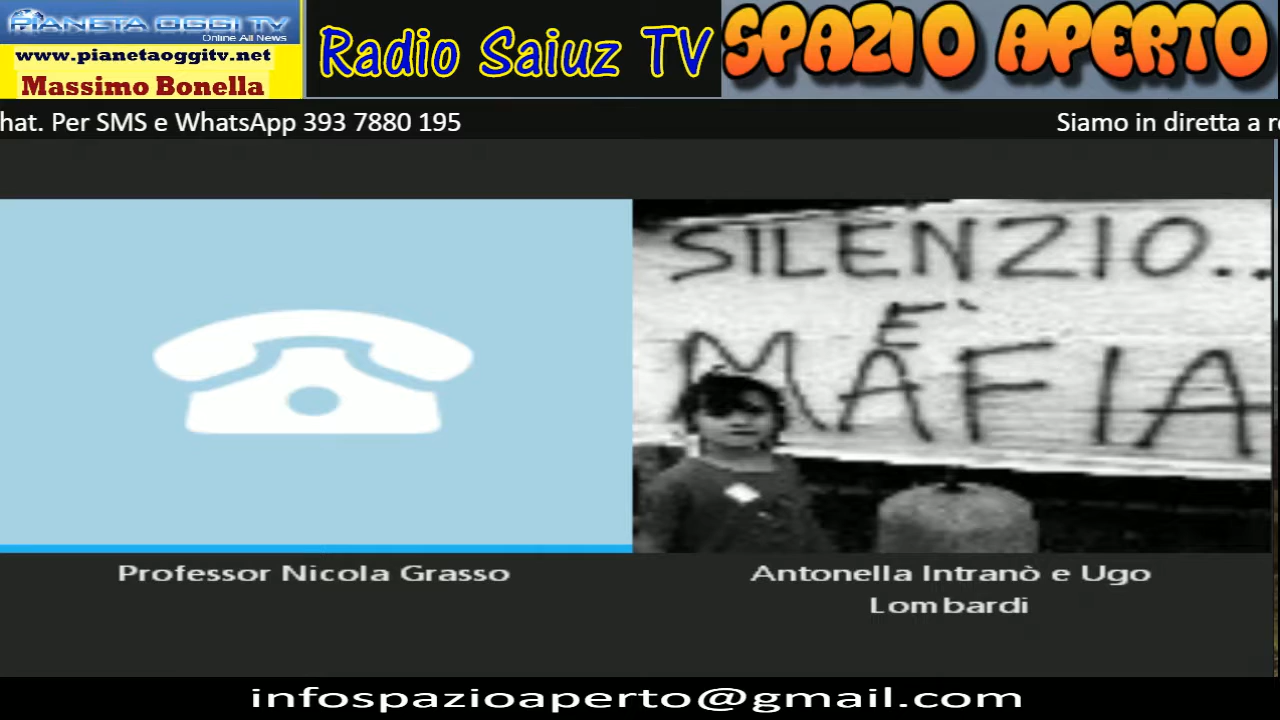 PIANETA OGGI TV
Online All News
www.pianetaoggitv.net
Massimo Bonella
Radio Saiuz TV
SPAZIO APERTO
hat. Per SMS e WhatsApp 393 7880 195
Siamo in diretta a
SILENZIO..
E'
MAFIA
Professor Nicola Grasso
Antonella Intranò e Ugo
Lombardi
infospazioaperto@gmail.com